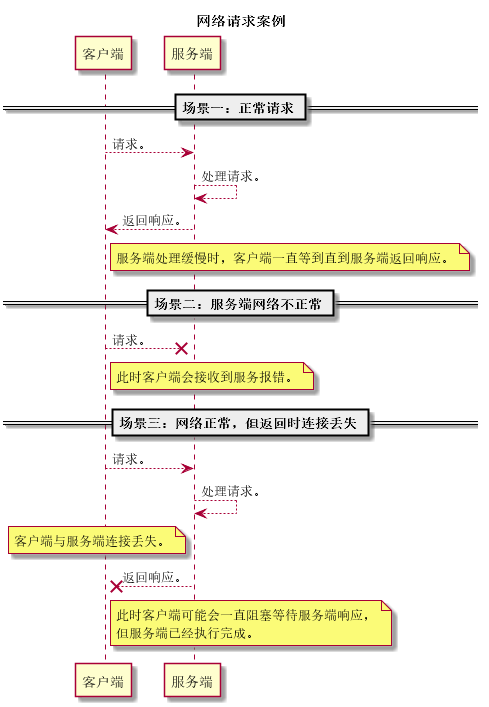 网络请求案例
客户端 服务端
场景一：正常请求
请求。
处理请求。
返回响应。
服务端处理缓慢时，客户端一直等到直到服务端返回响应。
场景二：服务端网络不正常
请求。
此时客户端会接收到服务报错。
场景三：网络正常，但返回时连接丢失
请求。
处理请求。
客户端与服务端连接丢失。
返回响应。
此时客户端可能会一直阻塞等待服务端响应，
但服务端已经执行完成。
客户端 服务端